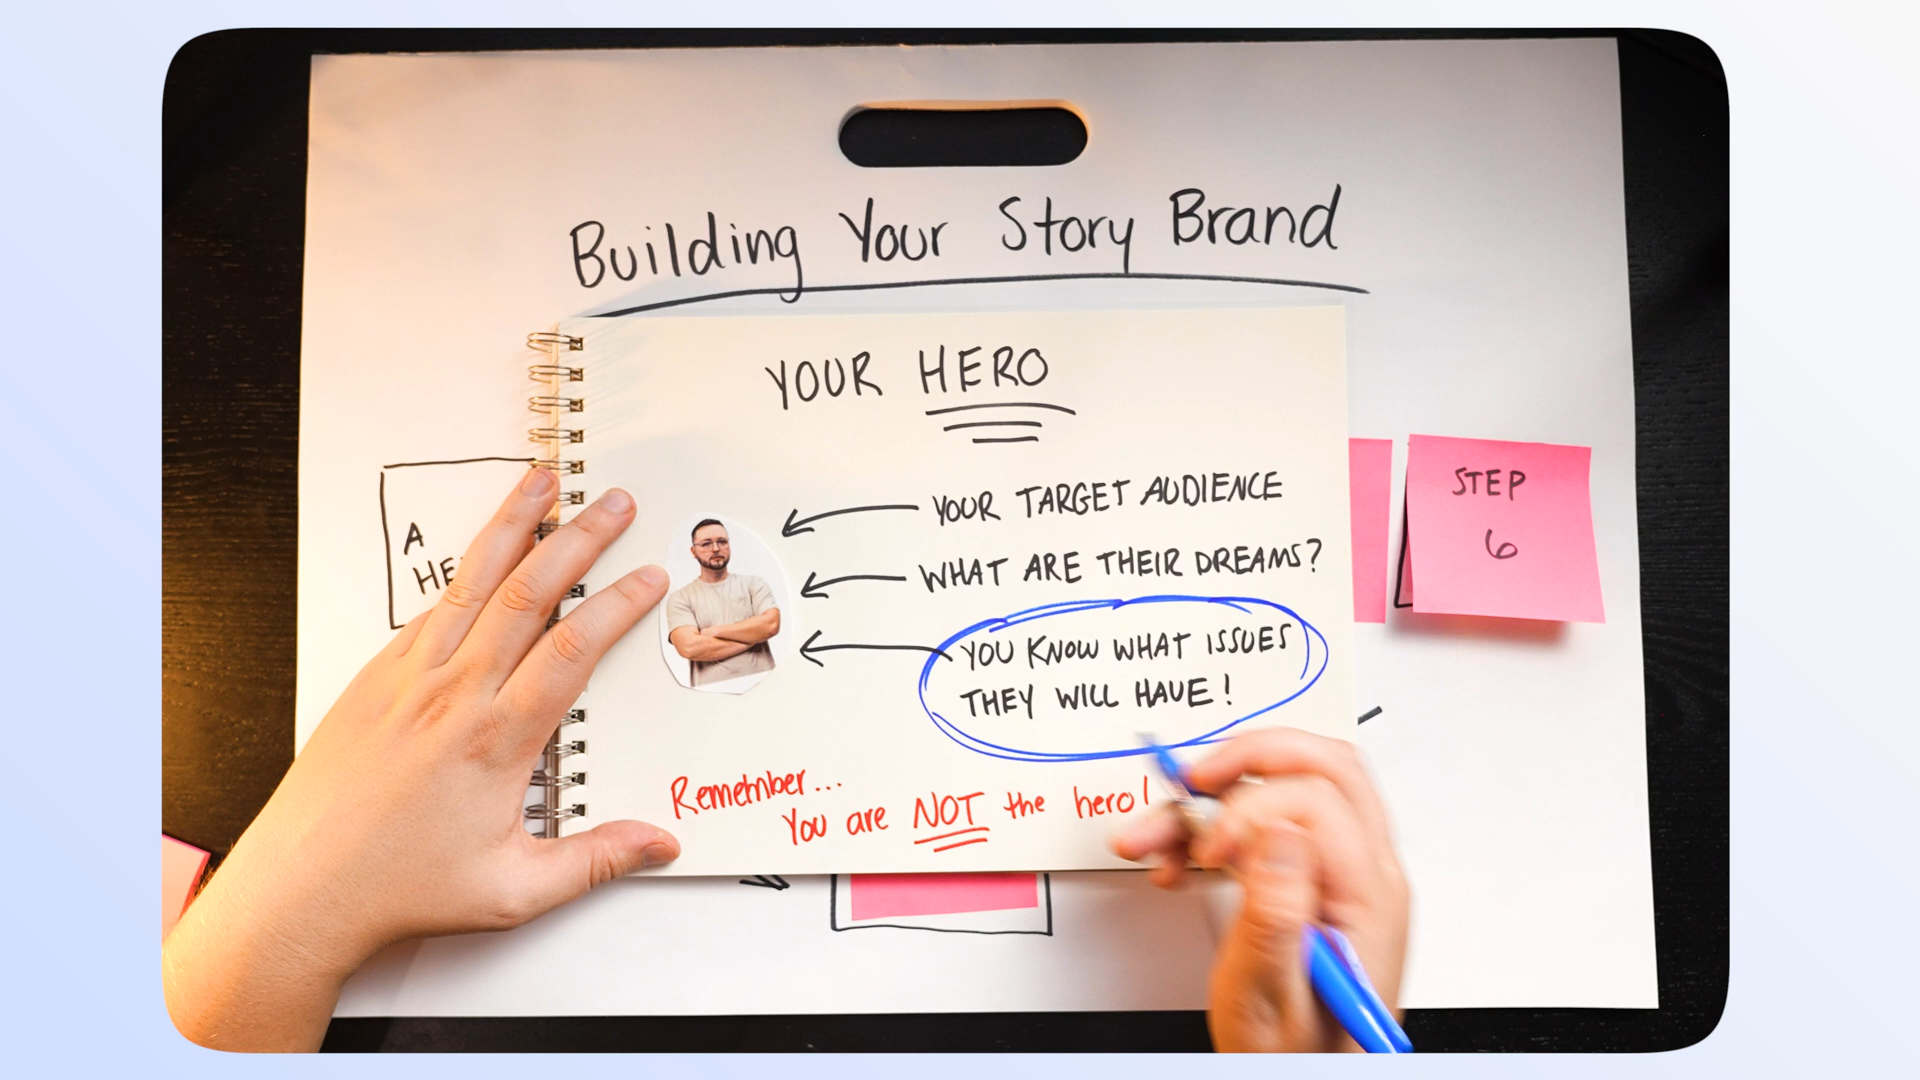 Building Your Story Brand
YOUR HERO
YOUR TARGET AUDIENCE
WHAT ARE THEIR DREAMS?
YOU KNOW WHAT ISSUES
THEY WILL HAVE!
Remember...
You are NOT the hero!
A
STEP
6